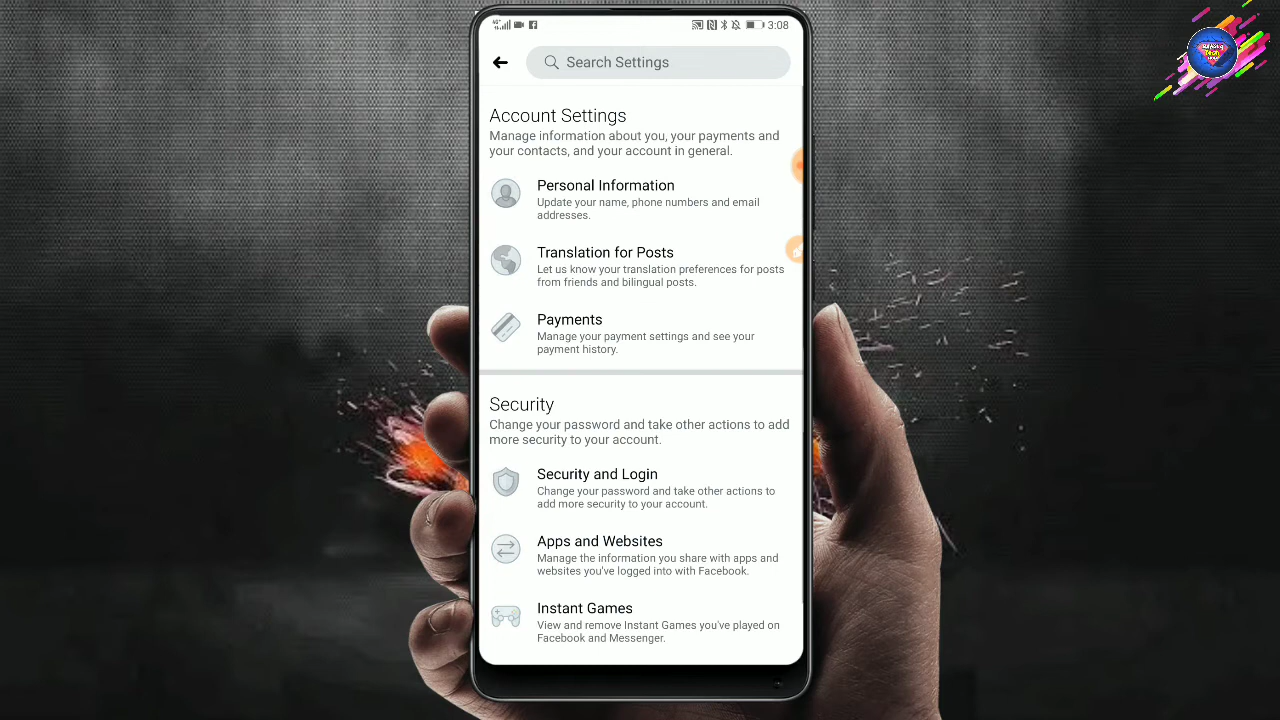 3:08
Search Settings
Account Settings
Manage information about you, your payments and
your contacts, and your account in general.
Personal Information
Update your name, phone numbers and email
addresses.
Translation for Posts
Let us know your translation preferences for posts
from friends and bilingual posts.
Payments
Manage your payment settings and see your
payment history.
Security
Change your password and take other actions to add
more security to your account.
Security and Login
Change your password and take other actions to
add more security to your account.
Apps and Websites
Manage the information you share with apps and
websites you've logged into with Facebook.
Instant Games
View and remove Instant Games you've played on
Facebook and Messenger.